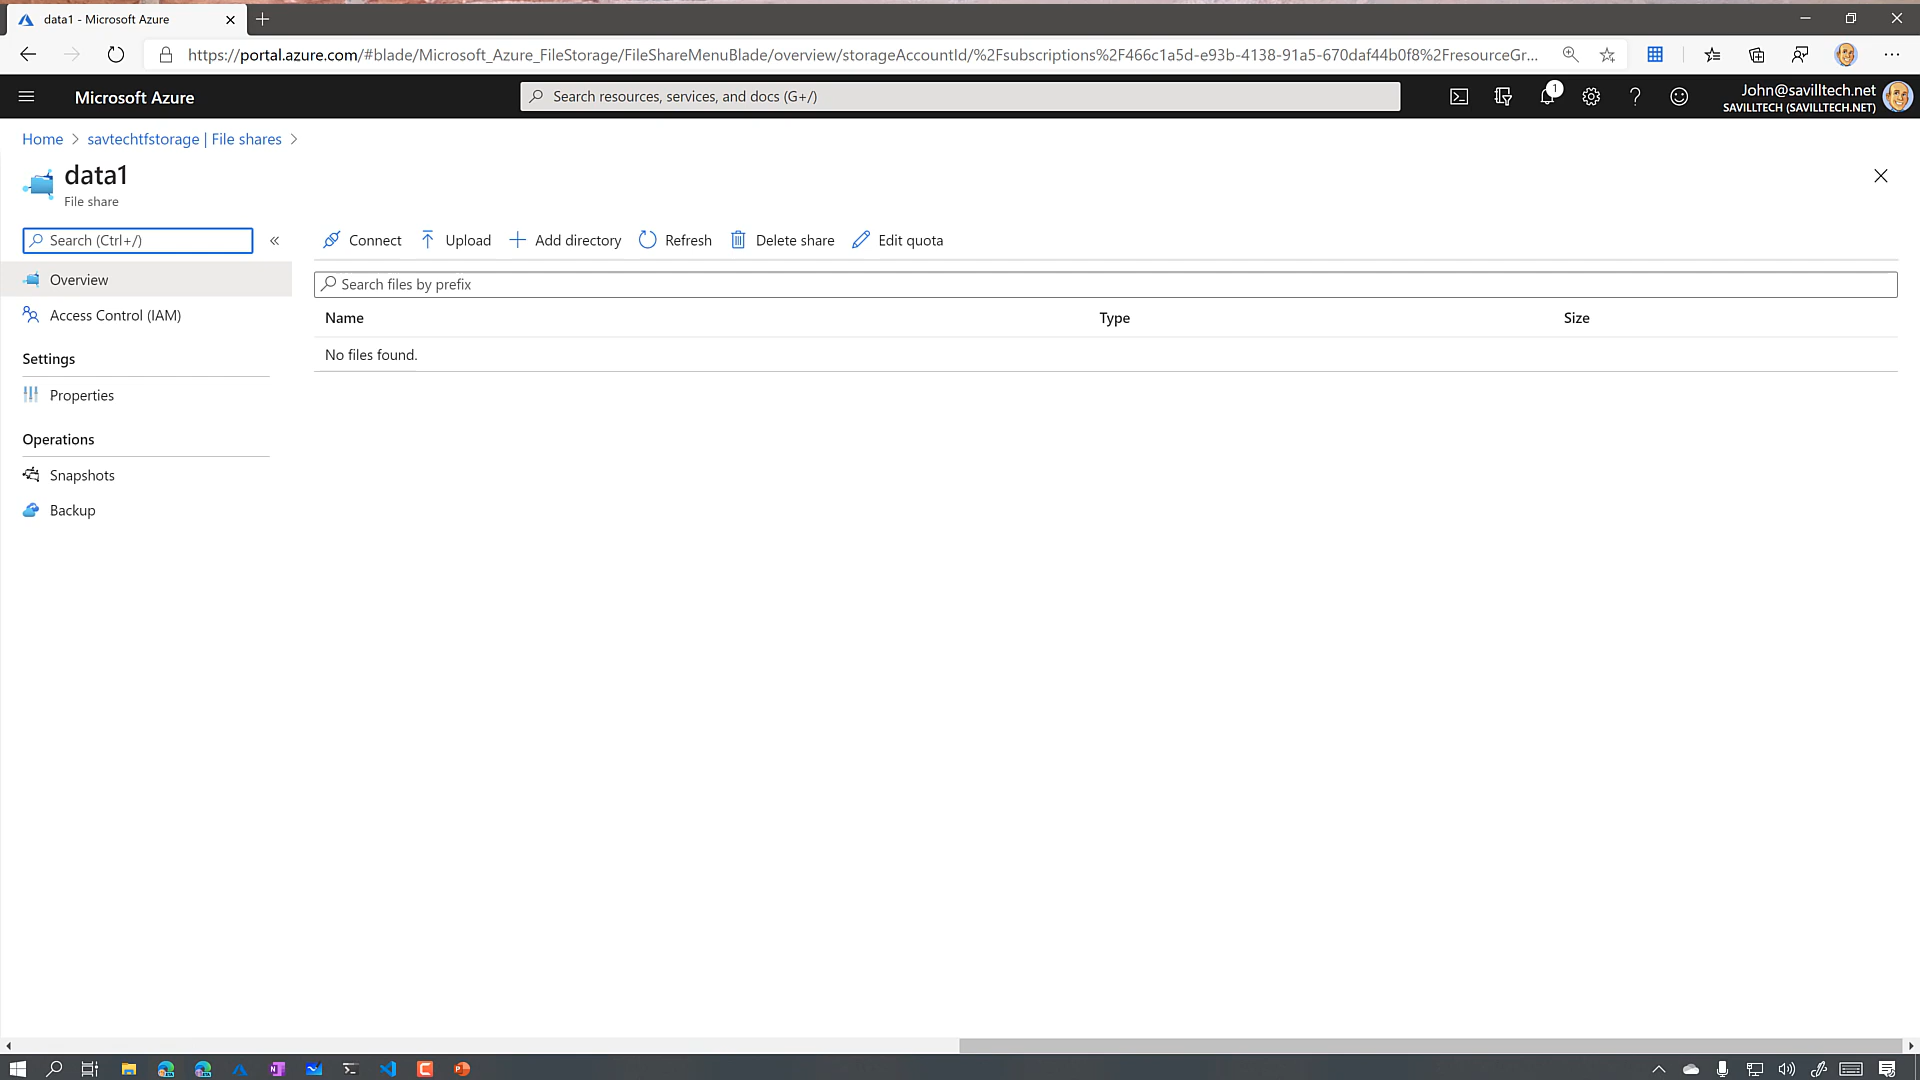 data1 - Microsoft Azure
https://portal.azure.com/#blade/Microsoft_Azure_FileStorage/FileShareMenuBlade/overview/storageAccountId/%2Fsubscriptions%2F466c1a5d-e93b-4138-91a5-670daf44b0f8%2FresourceGr...
Microsoft Azure
Search resources, services, and docs (G+/)
1
John@savilltech.net
SAVILLTECH (SAVILLTECH.NET)
Home > savtechtfstorage | File shares >
data1
File share
Search (Ctrl+/)
«
Connect Upload Add directory Refresh Delete share Edit quota
Overview
Access Control (IAM)
Settings
Properties
Operations
Snapshots
Backup
Search files by prefix
Name Type Size
No files found.